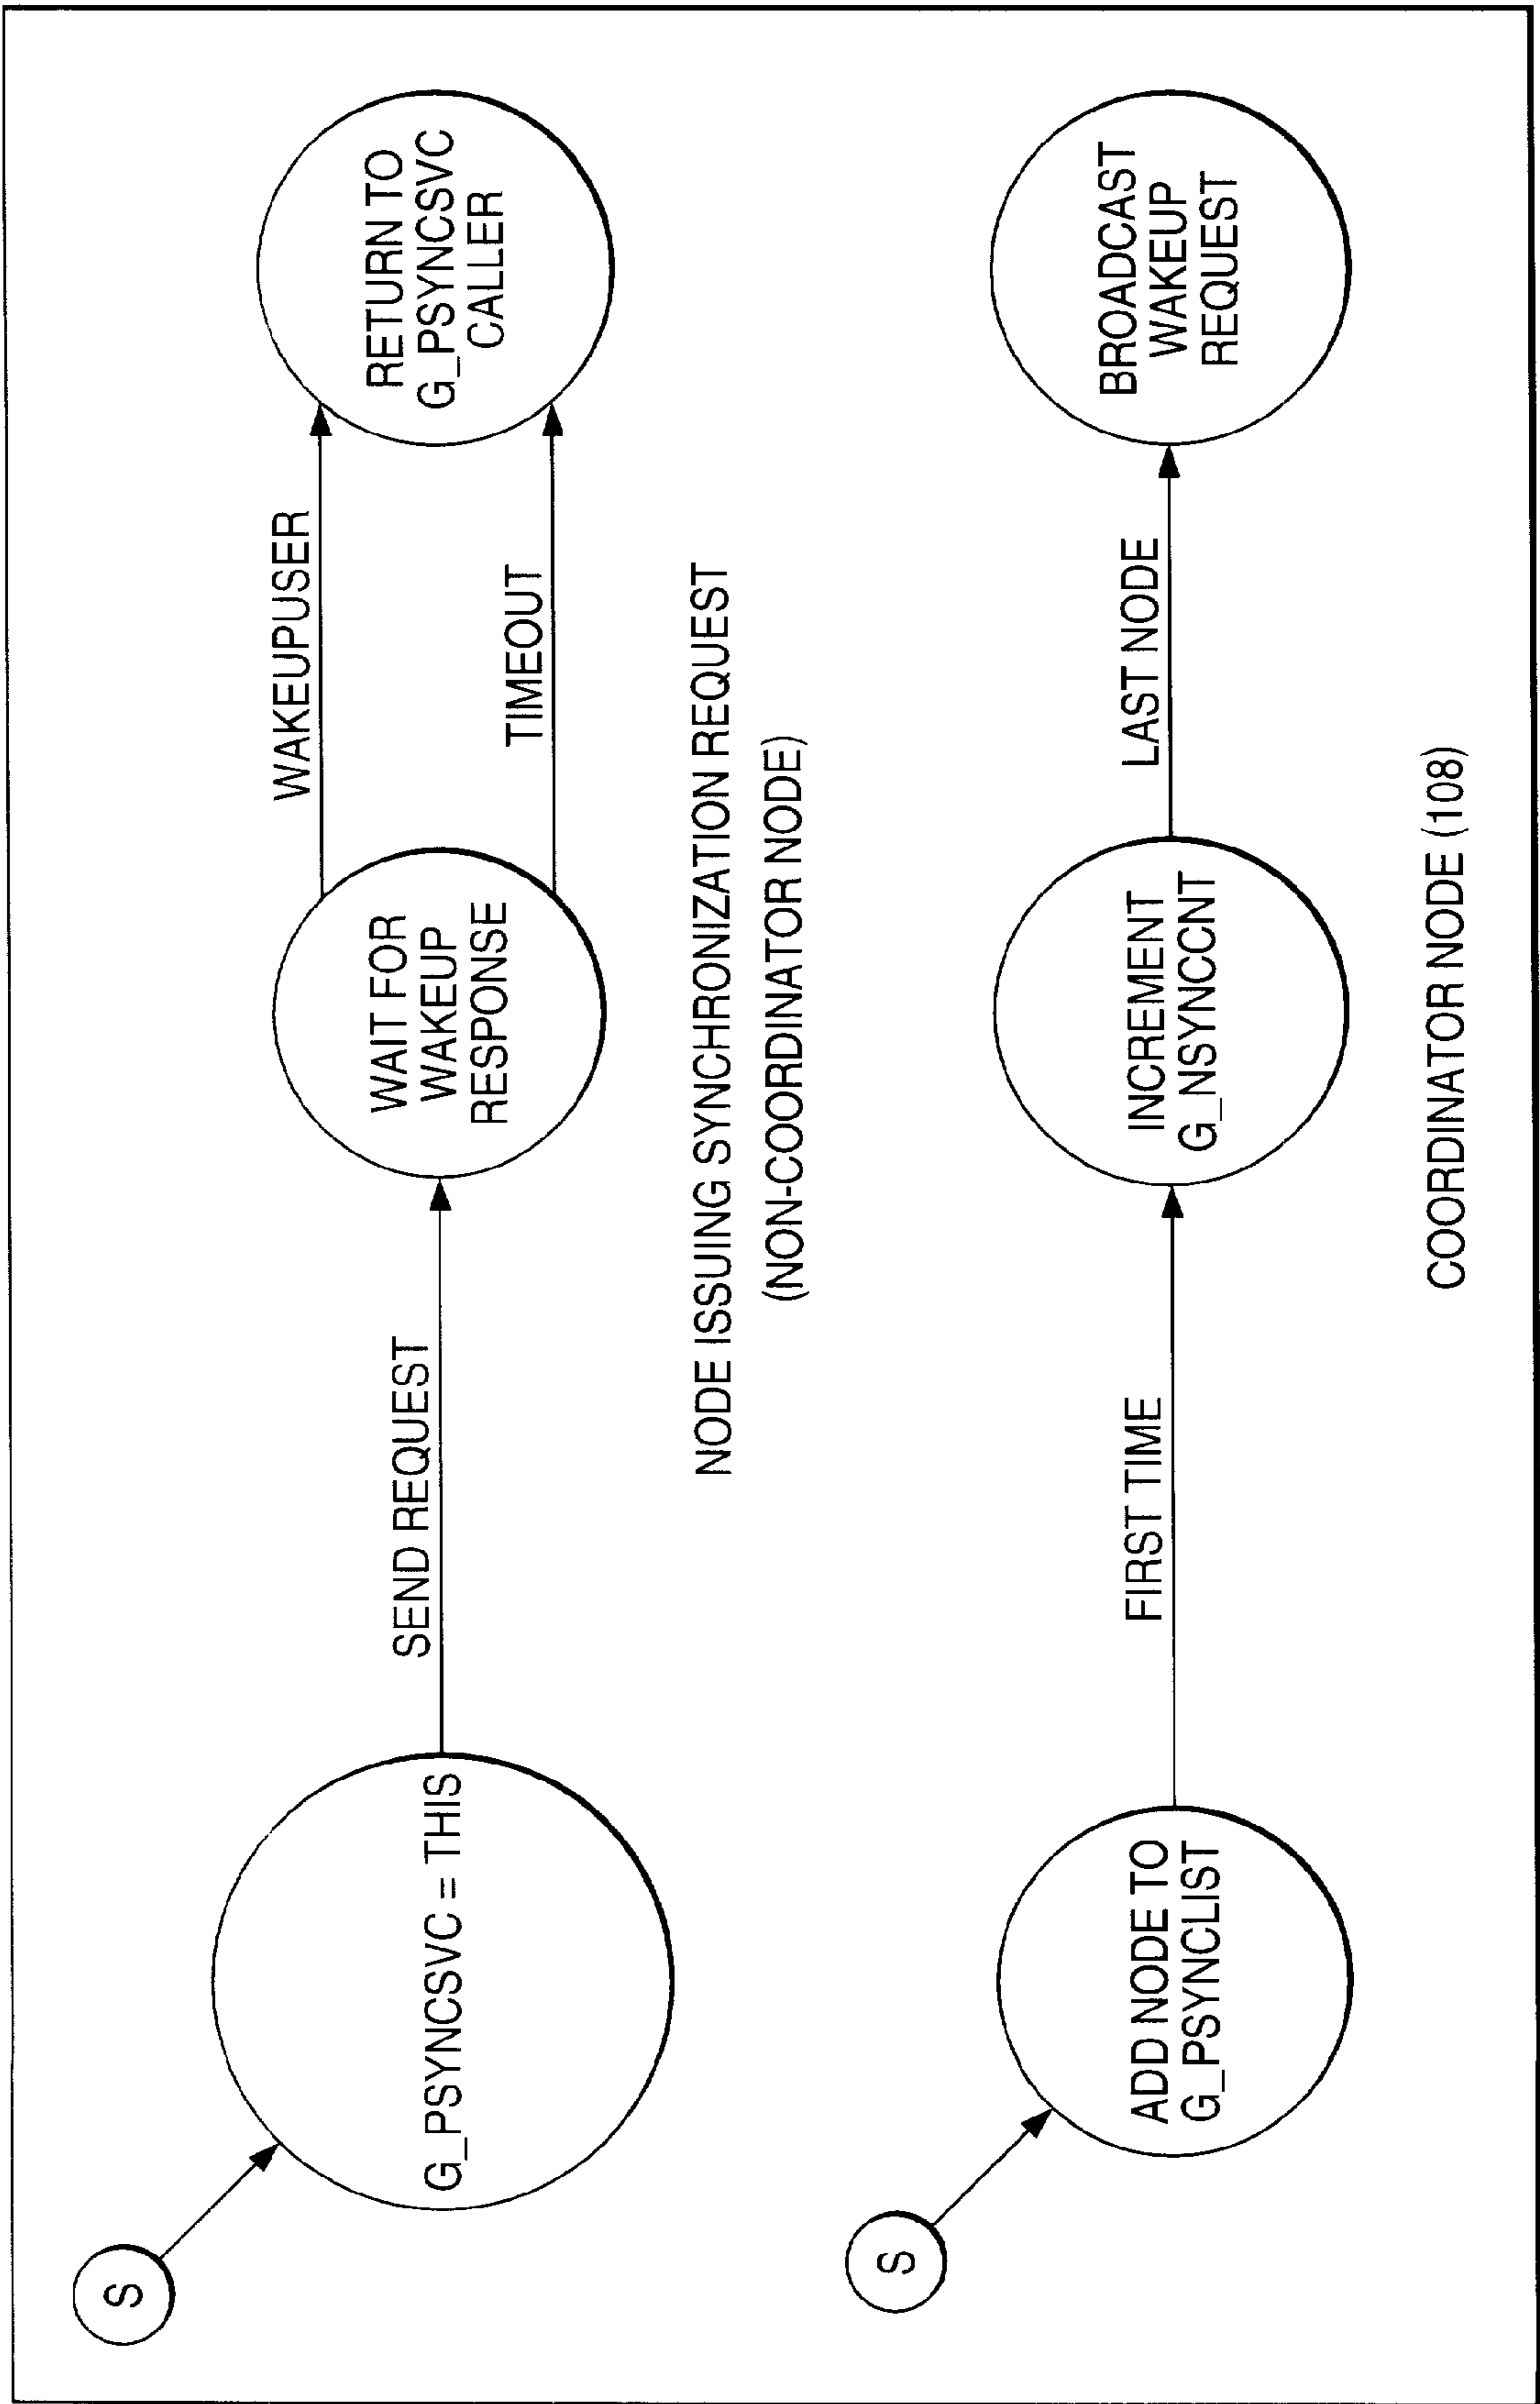 S
G_PSYNCSVC = THIS
SEND REQUEST
WAIT FOR
WAKEUP
RESPONSE
WAKEUPUSER
TIMEOUT
RETURN TO
G_PSYNCSVC
CALLER
NODE ISSUING SYNCHRONIZATION REQUEST
(NON-COORDINATOR NODE)
S
ADD NODE TO
G_PSYNCLIST
FIRST TIME
INCREMENT
G_NSYNCCNT
LAST NODE
BROADCAST
WAKEUP
REQUEST
COORDINATOR NODE (108)